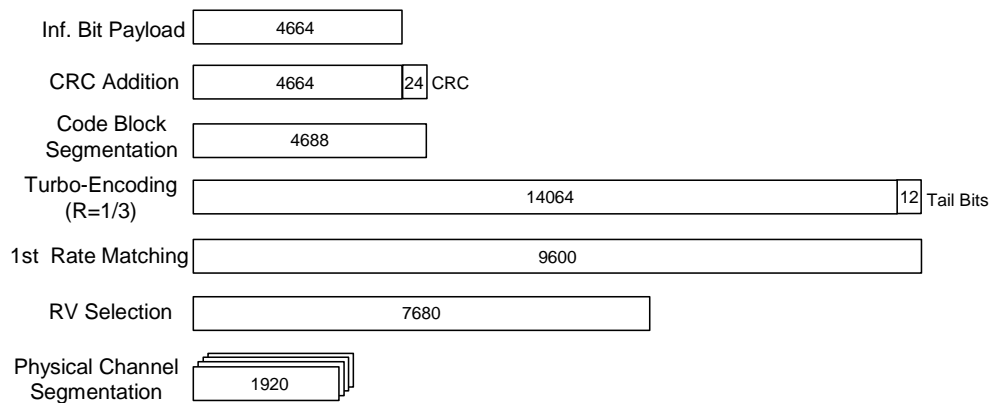 Inf. Bit Payload
4664
CRC Addition
4664
24
CRC
Code Block
Segmentation
4688
Turbo-Encoding
(R=1/3)
14064
12
Tail Bits
1st Rate Matching
9600
RV Selection
7680
Physical Channel
Segmentation
1920